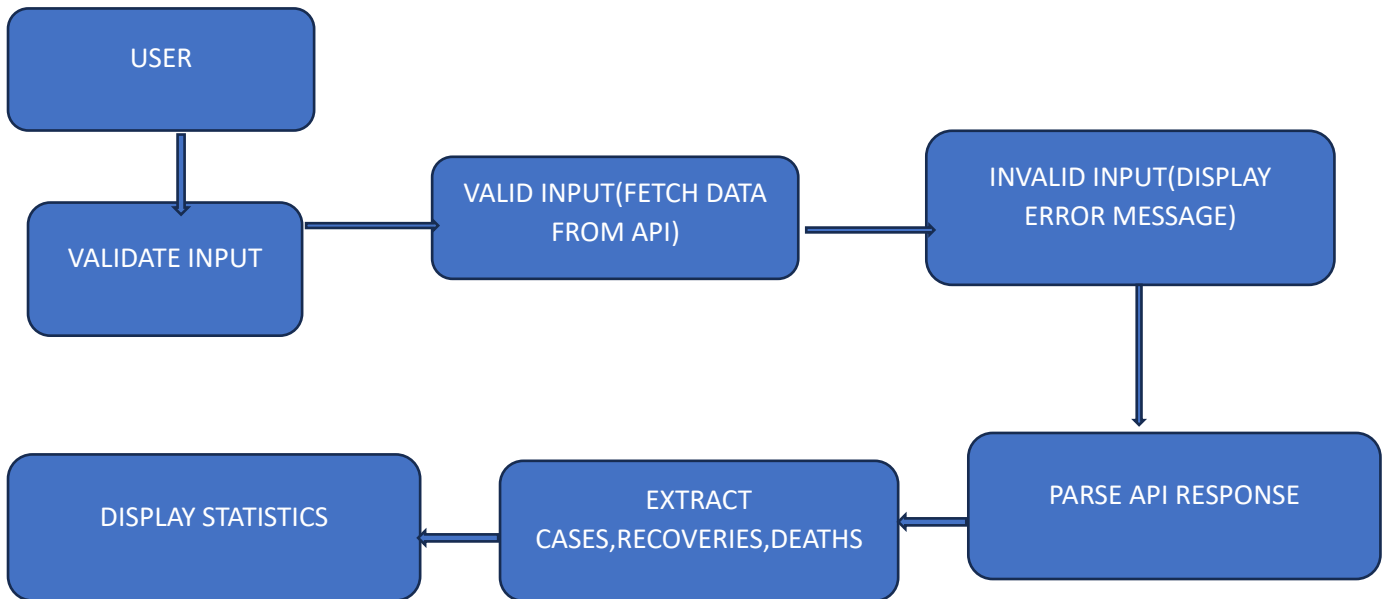 USER
VALIDATE INPUT
VALID INPUT(FETCH DATA
FROM API)
INVALID INPUT(DISPLAY
ERROR MESSAGE)
PARSE API RESPONSE
EXTRACT
CASES,RECOVERIES,DEATHS
DISPLAY STATISTICS